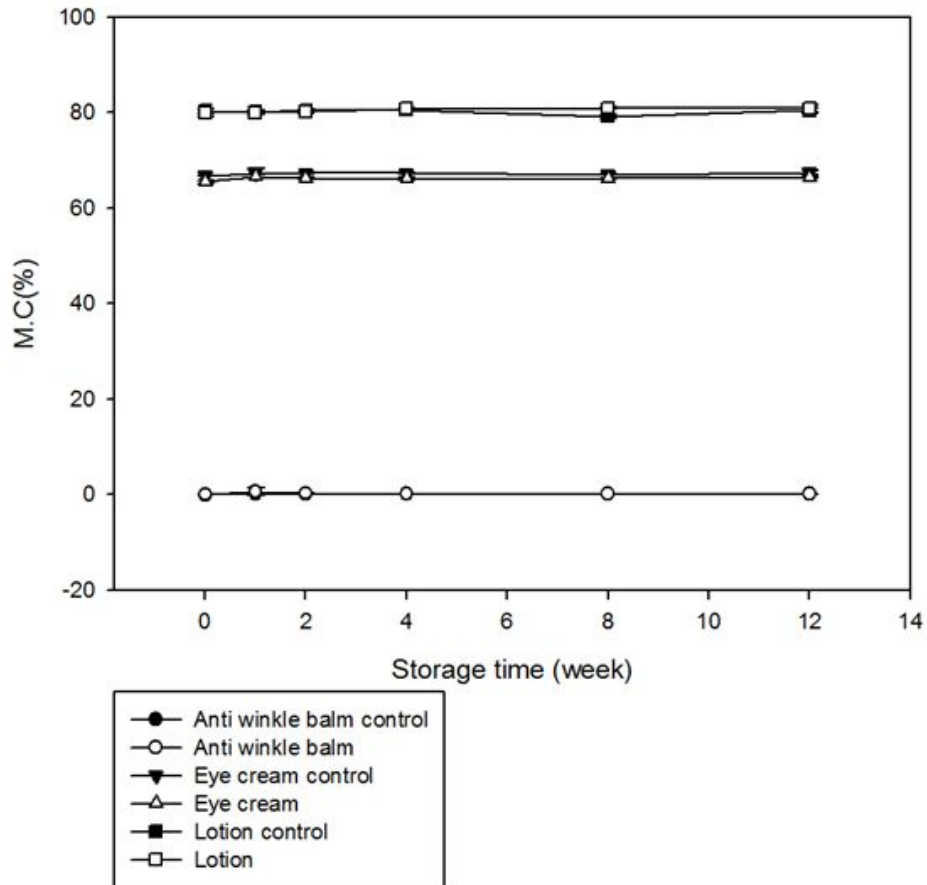 100
80
60
40
20
0
-20
M.C(%)
0 2 4 6 8 10 12 14
Storage time (week)
Anti winkle balm control
Anti winkle balm
Eye cream control
Eye cream
Lotion control
Lotion